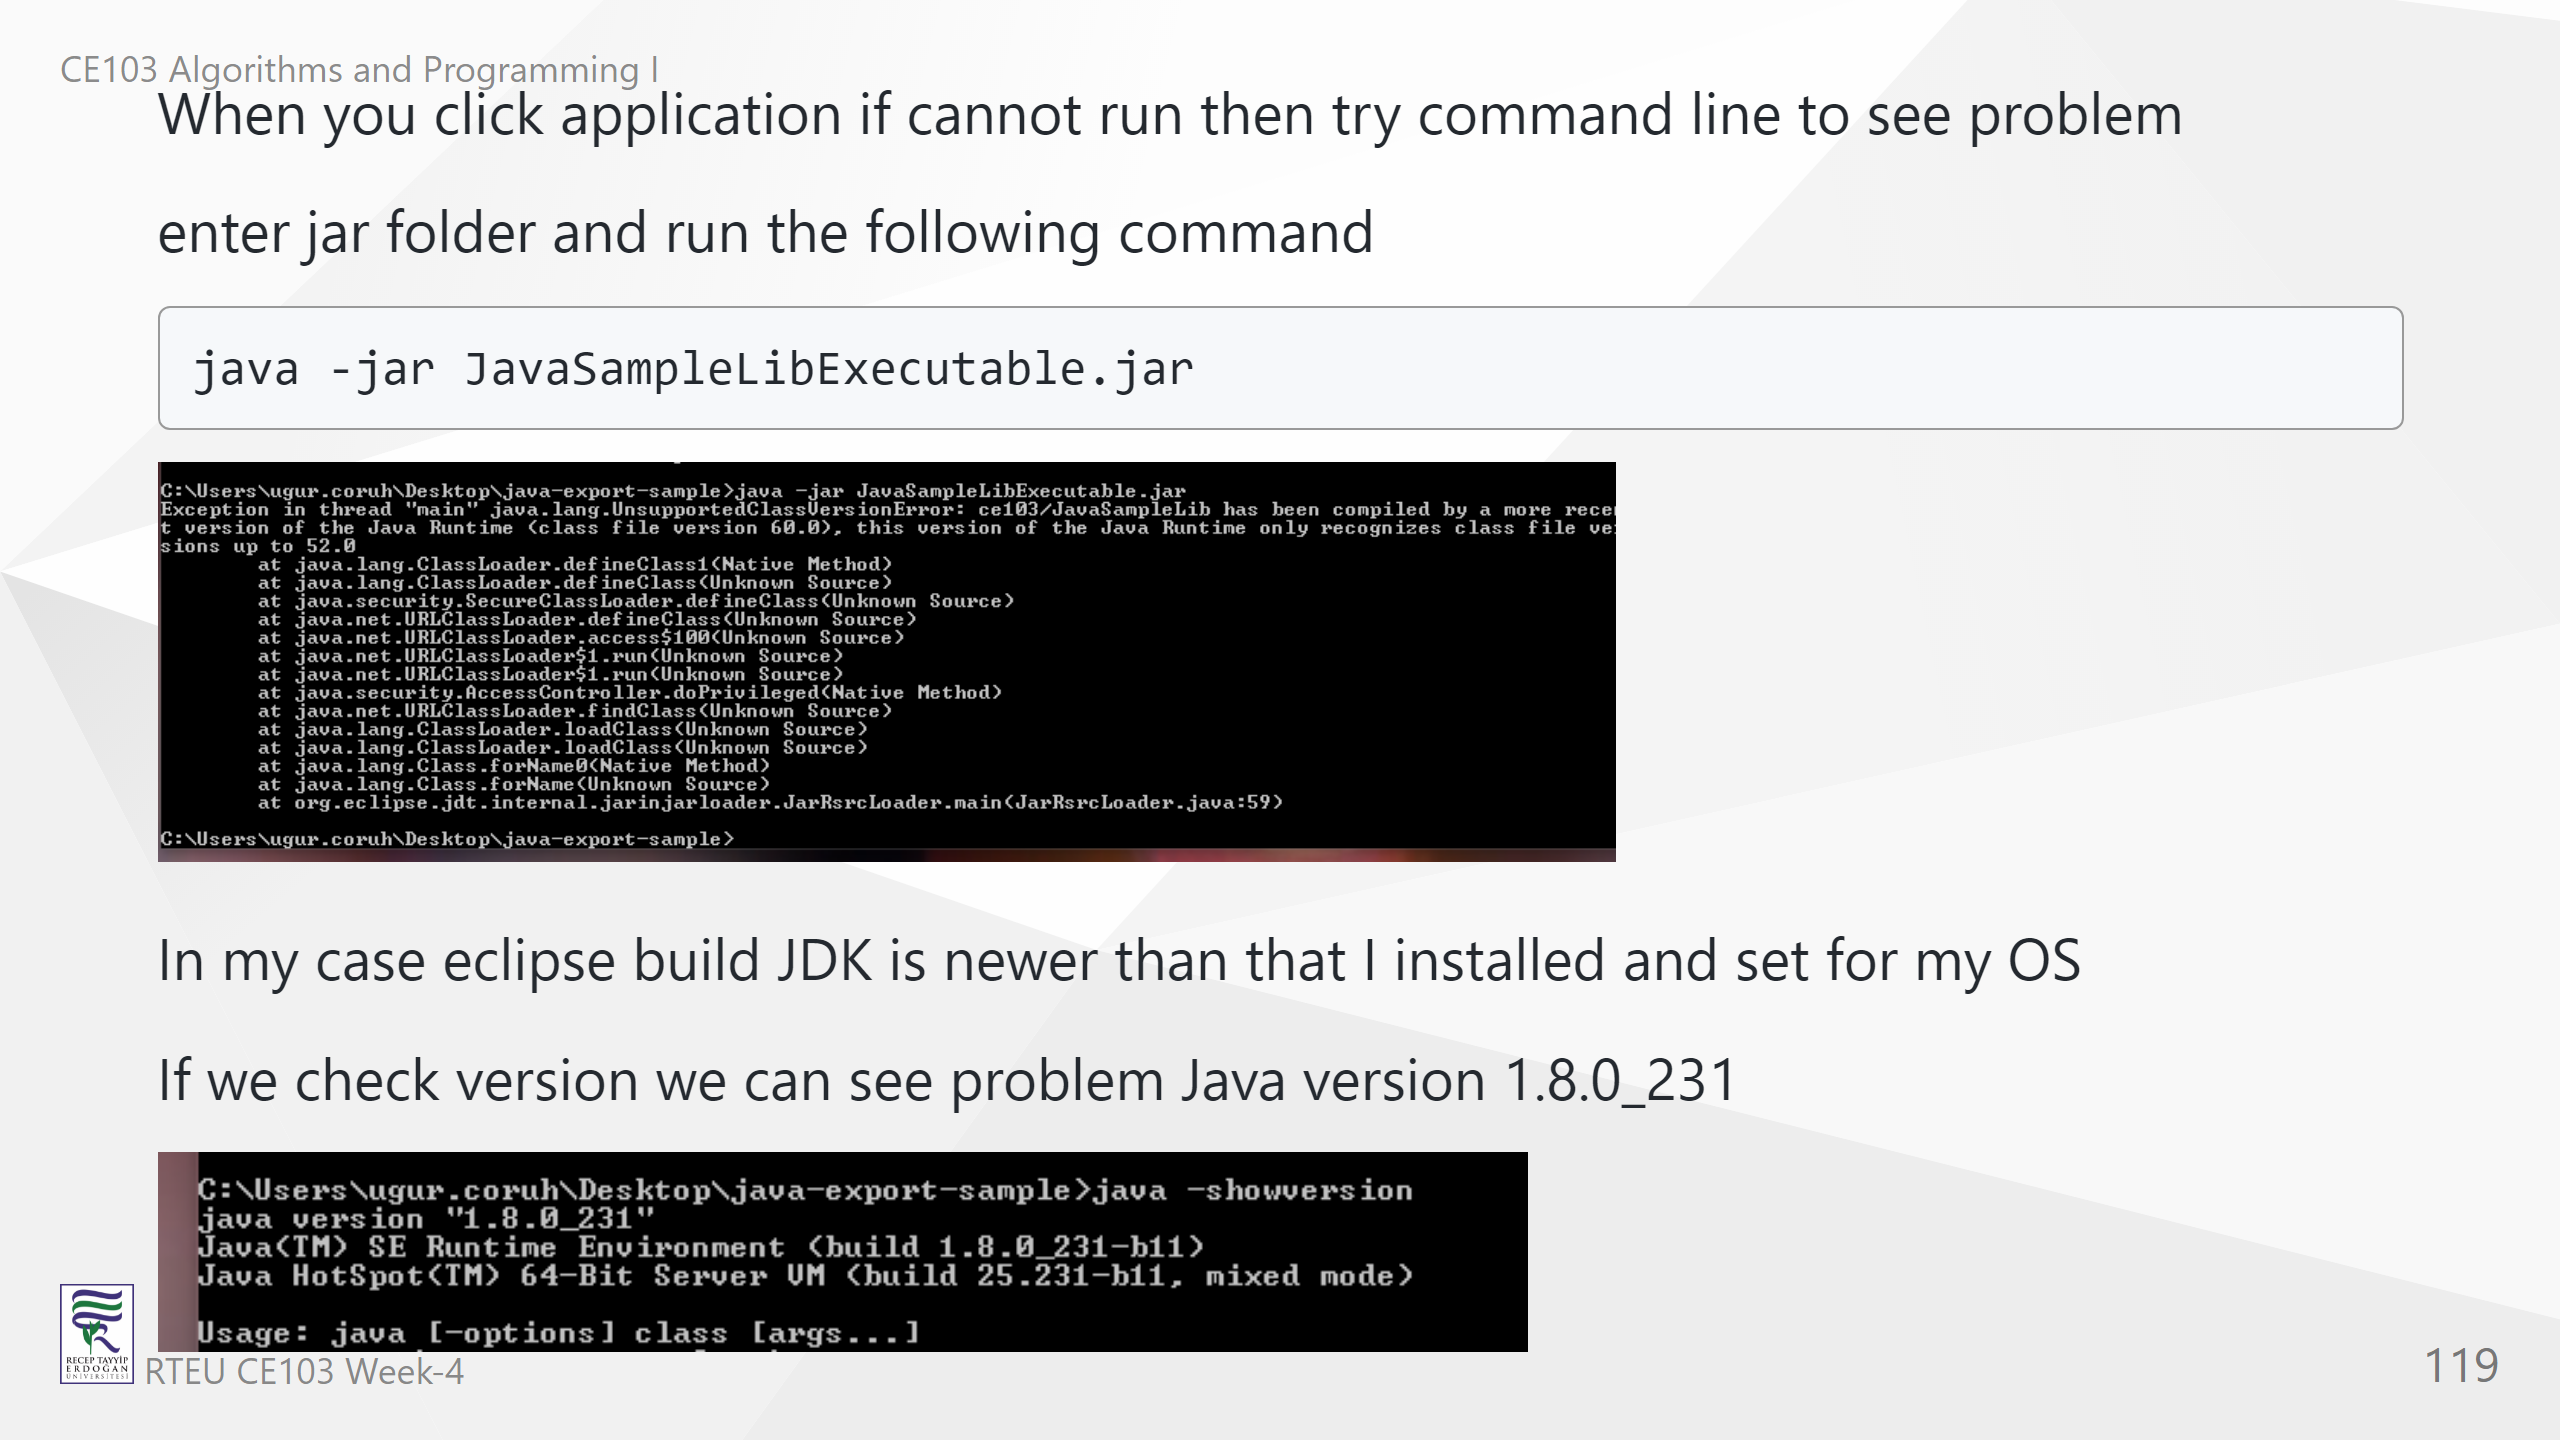 CE103 Algorithms and Programming I
When you click application if cannot run then try command line to see problem
enter jar folder and run the following command
java -jar JavaSampleLibExecutable.jar
C:\Users\ugur.coruh\Desktop\java-export-sample>java -jar JavaSampleLibExecutable.jar
Exception in thread "main" java.lang.UnsupportedClassVersionError: ce103/JavaSampleLib has been compiled by a more recen
t version of the Java Runtime (class file version 60.0), this version of the Java Runtime only recognizes class file ver
sions up to 52.0
at java.lang.ClassLoader.defineClass1(Native Method)
at java.lang.ClassLoader.defineClass(Unknown Source)
at java.security.SecureClassLoader.defineClass(Unknown Source)
at java.net.URLClassLoader.defineClass(Unknown Source)
at java.net.URLClassLoader.access$100(Unknown Source)
at java.net.URLClassLoader$1.run(Unknown Source)
at java.net.URLClassLoader$1.run(Unknown Source)
at java.security.AccessController.doPrivileged(Native Method)
at java.net.URLClassLoader.findClass(Unknown Source)
at java.lang.ClassLoader.loadClass(Unknown Source)
at java.lang.ClassLoader.loadClass(Unknown Source)
at java.lang.Class.forName0(Native Method)
at java.lang.Class.forName(Unknown Source)
at org.eclipse.jdt.internal.jarinjarloader.JarRsrcLoader.main(JarRsrcLoader.java:59)
C:\Users\ugur.coruh\Desktop\java-export-sample>
In my case eclipse build JDK is newer than that I installed and set for my OS
If we check version we can see problem Java version 1.8.0_231
C:\Users\ugur.coruh\Desktop\java-export-sample>java -showversion
java version "1.8.0_231"
Java(TM) SE Runtime Environment (build 1.8.0_231-b11)
Java HotSpot(TM) 64-Bit Server VM (build 25.231-b11, mixed mode)
Usage: java [-options] class [args...]
RECEP TAYYİP
ERDOĞAN
ÜNİVERSİTESİ
RTEU CE103 Week-4
119